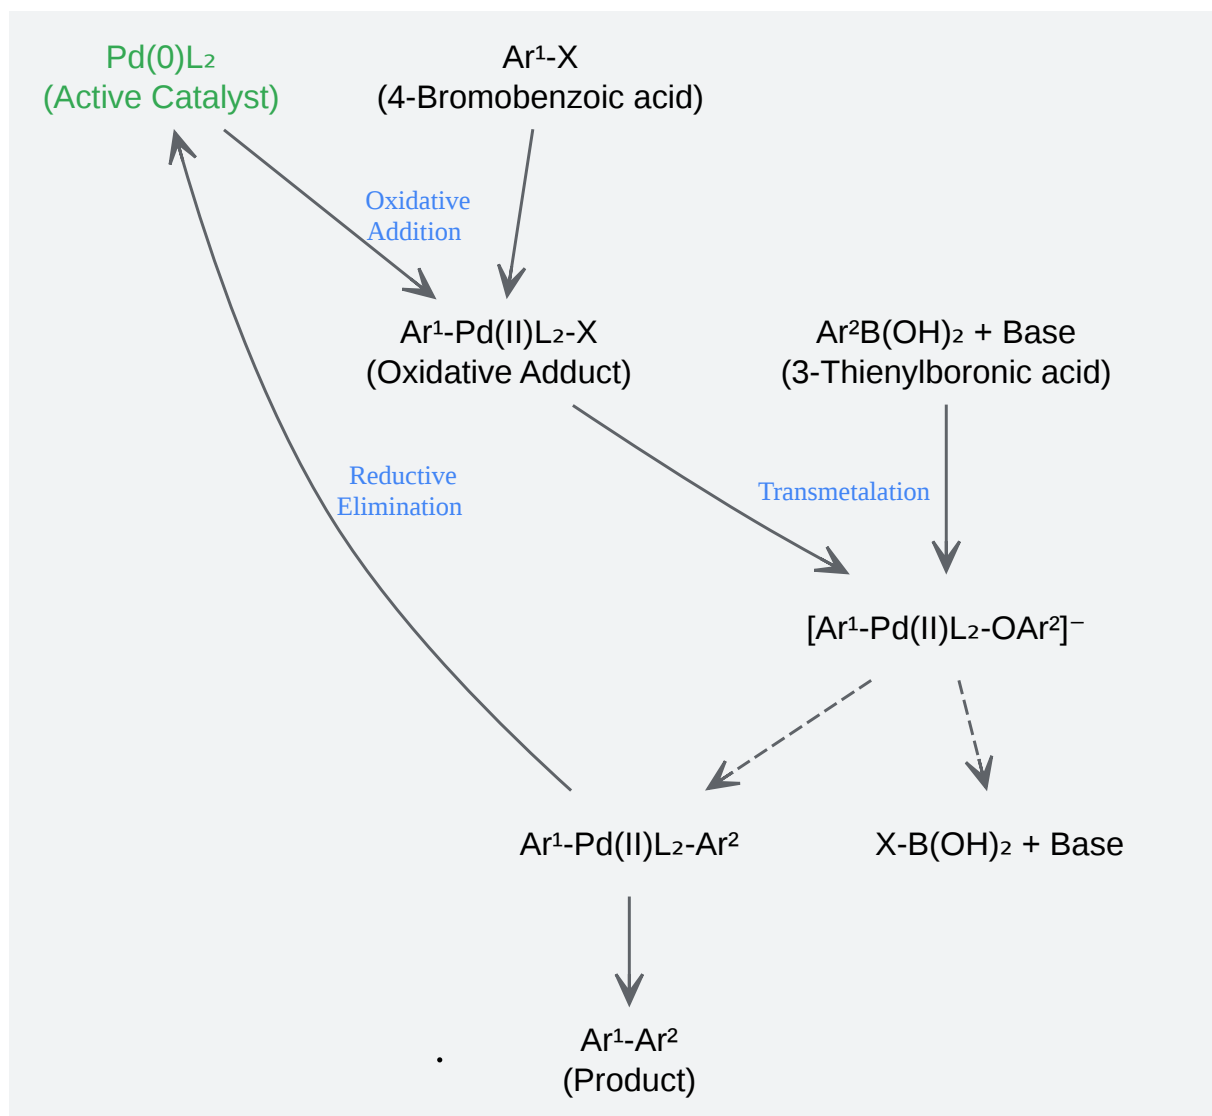 Pd(0)L₂
(Active Catalyst)
Ar¹-X
(4-Bromobenzoic acid)
Oxidative
Addition
Ar¹-Pd(II)L₂-X
(Oxidative Adduct)
Ar²B(OH)₂ + Base
(3-Thienylboronic acid)
Reductive
Elimination
Transmetalation
[Ar¹-Pd(II)L₂-OAr²]⁻
Ar¹-Pd(II)L₂-Ar²
X-B(OH)₂ + Base
Ar¹-Ar²
(Product)
.